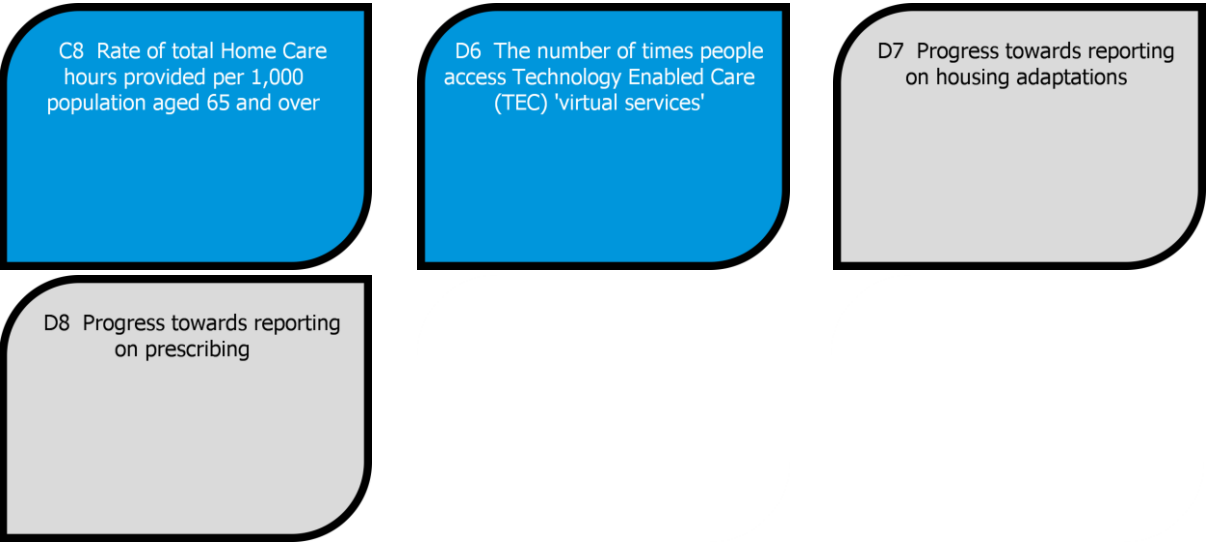 C8 Rate of total Home Care
hours provided per 1,000
population aged 65 and over
D6 The number of times people
access Technology Enabled Care
(TEC) 'virtual services'
D7 Progress towards reporting
on housing adaptations
D8 Progress towards reporting
on prescribing